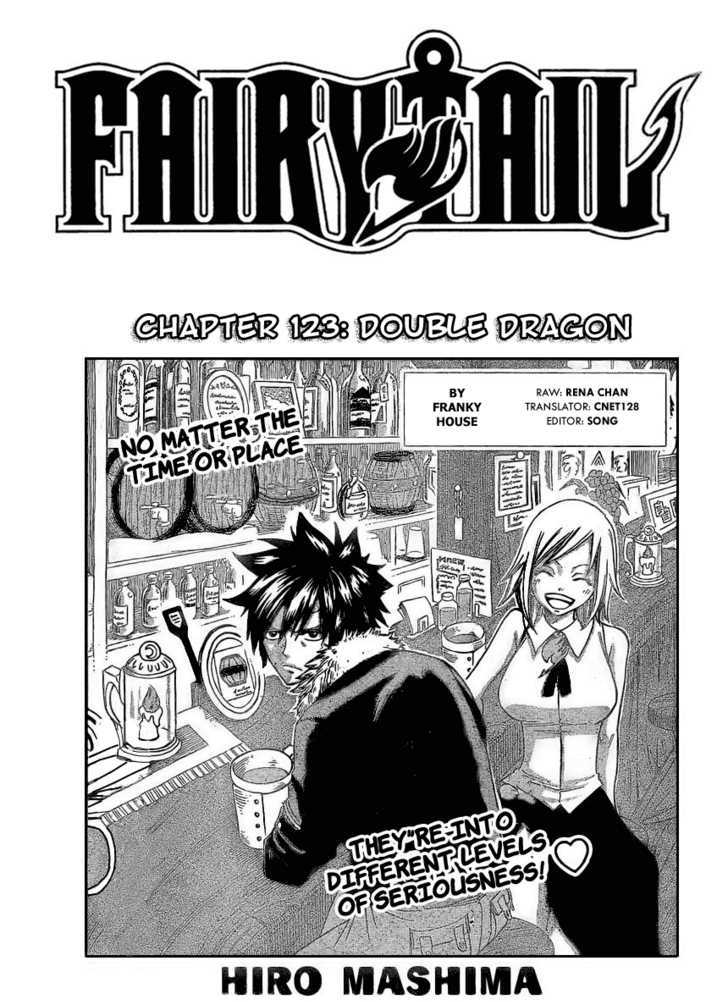 FAIRY TAIL
CHAPTER 123: DOUBLE DRAGON
BY
FRANKY
HOUSE
RAW: RENA CHAN
TRANSLATOR: CNET128
EDITOR: SONG
NO MATTER THE
TIME OR PLACE
THEY'RE INTO
DIFFERENT LEVELS
OF SERIOUSNESS!
HIRO MASHIMA